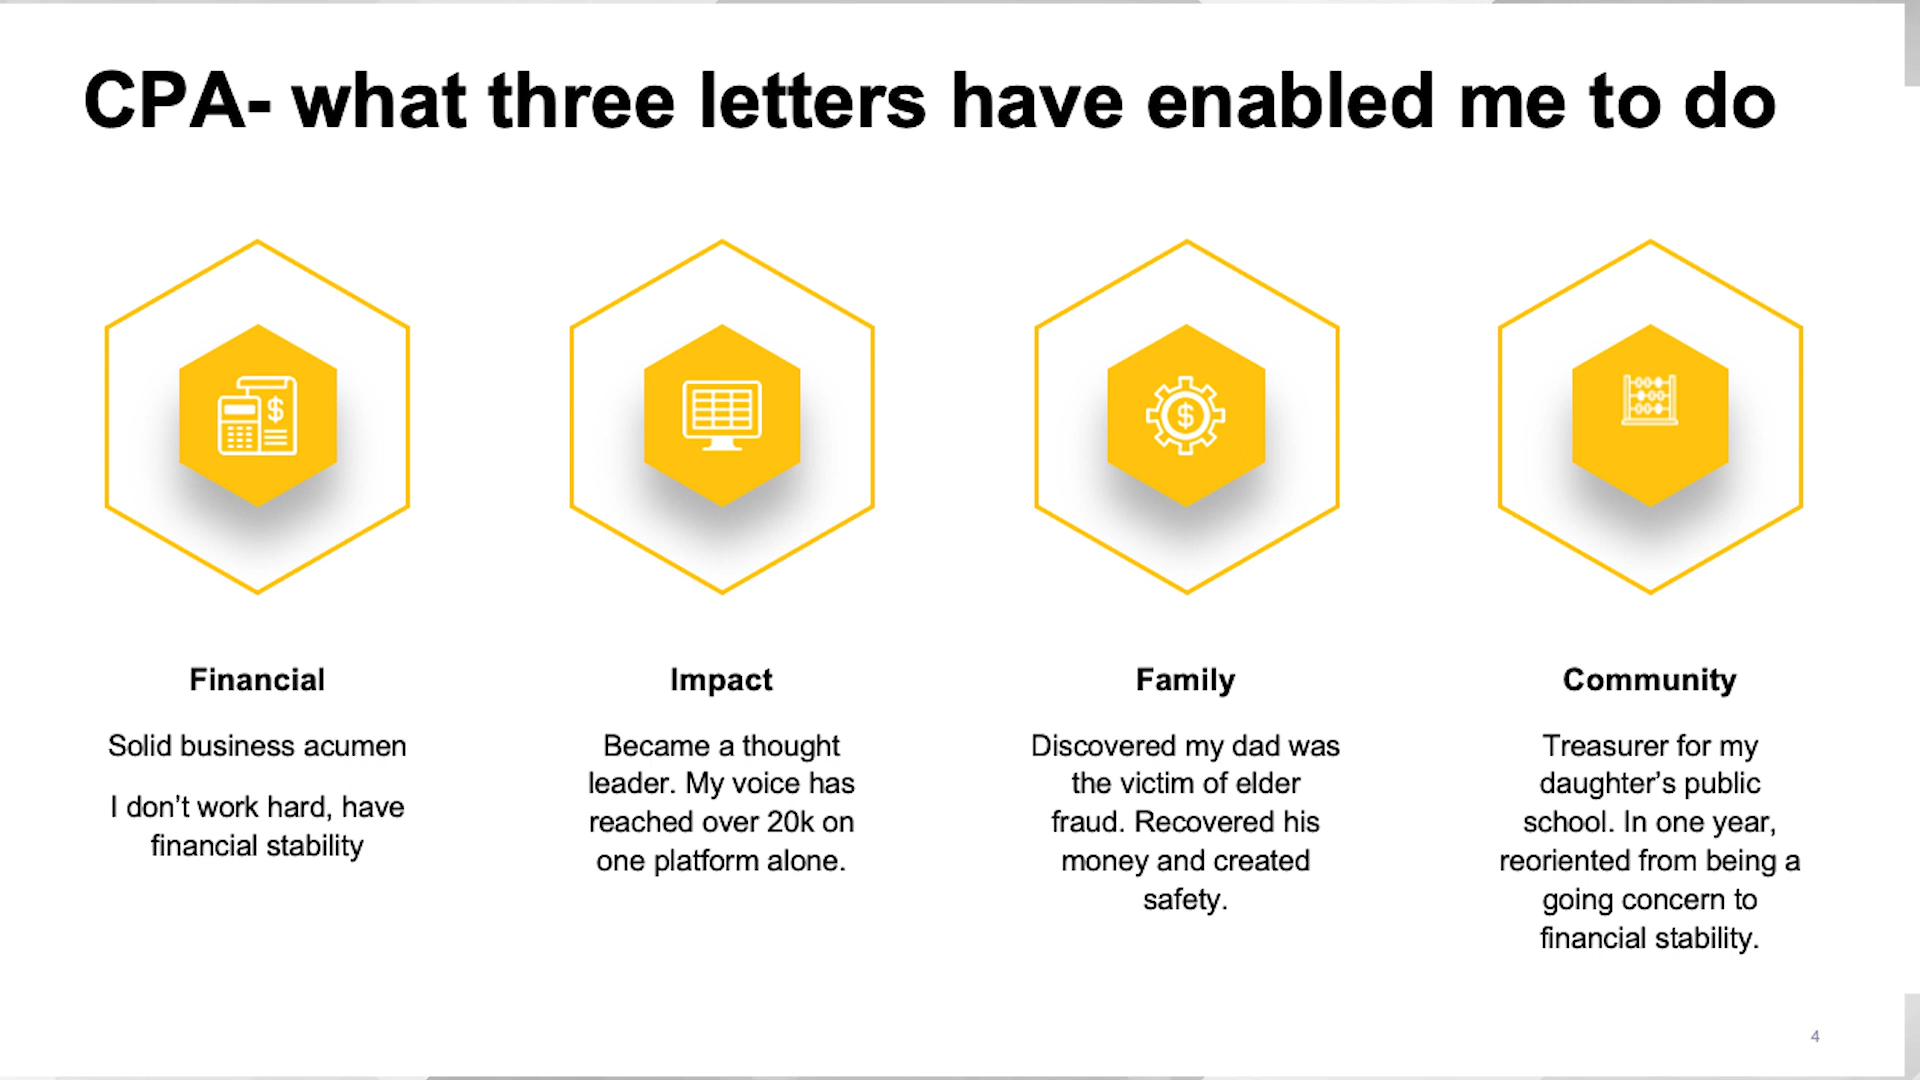 CPA- what three letters have enabled me to do
$
$
Financial
Solid business acumen
I don’t work hard, have
financial stability
Impact
Became a thought
leader. My voice has
reached over 20k on
one platform alone.
Family
Discovered my dad was
the victim of elder
fraud. Recovered his
money and created
safety.
Community
Treasurer for my
daughter’s public
school. In one year,
reoriented from being a
going concern to
financial stability.
4